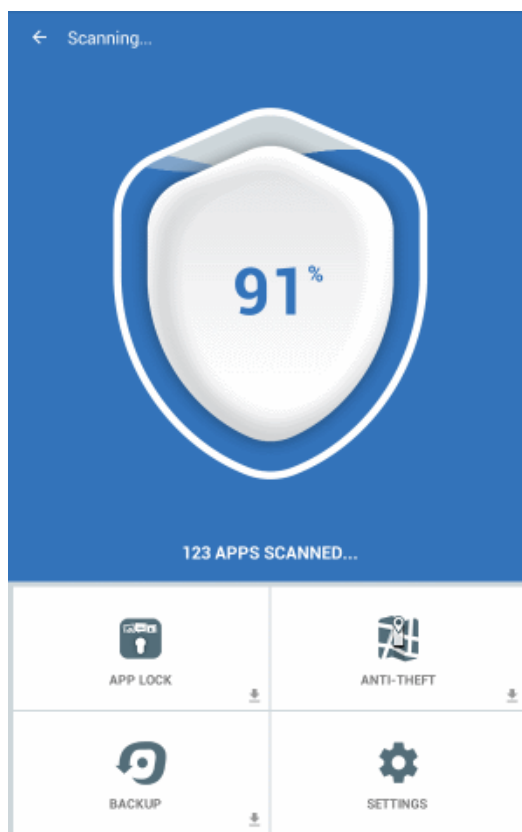 Scanning...
91%
123 APPS SCANNED...
APP LOCK
ANTI-THEFT
BACKUP
SETTINGS